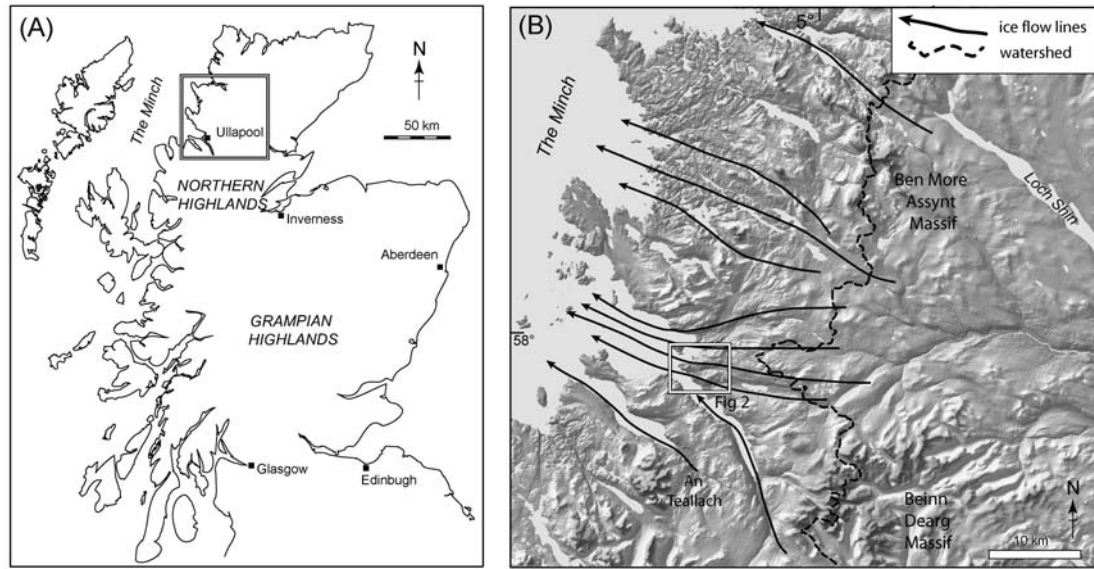 (A)
N
The Minch
50 km
Ullapool
NORTHERN
HIGHLANDS
Inverness
Aberdeen
GRAMPIAN
HIGHLANDS
Glasgow
Edinbugh
(B)
5°
ice flow lines
watershed
The Minch
Ben More
Assynt
Massif
Loch Shin
58°
Fig 2
An
Teallach
Beinn
Dearg
Massif
N
10 km